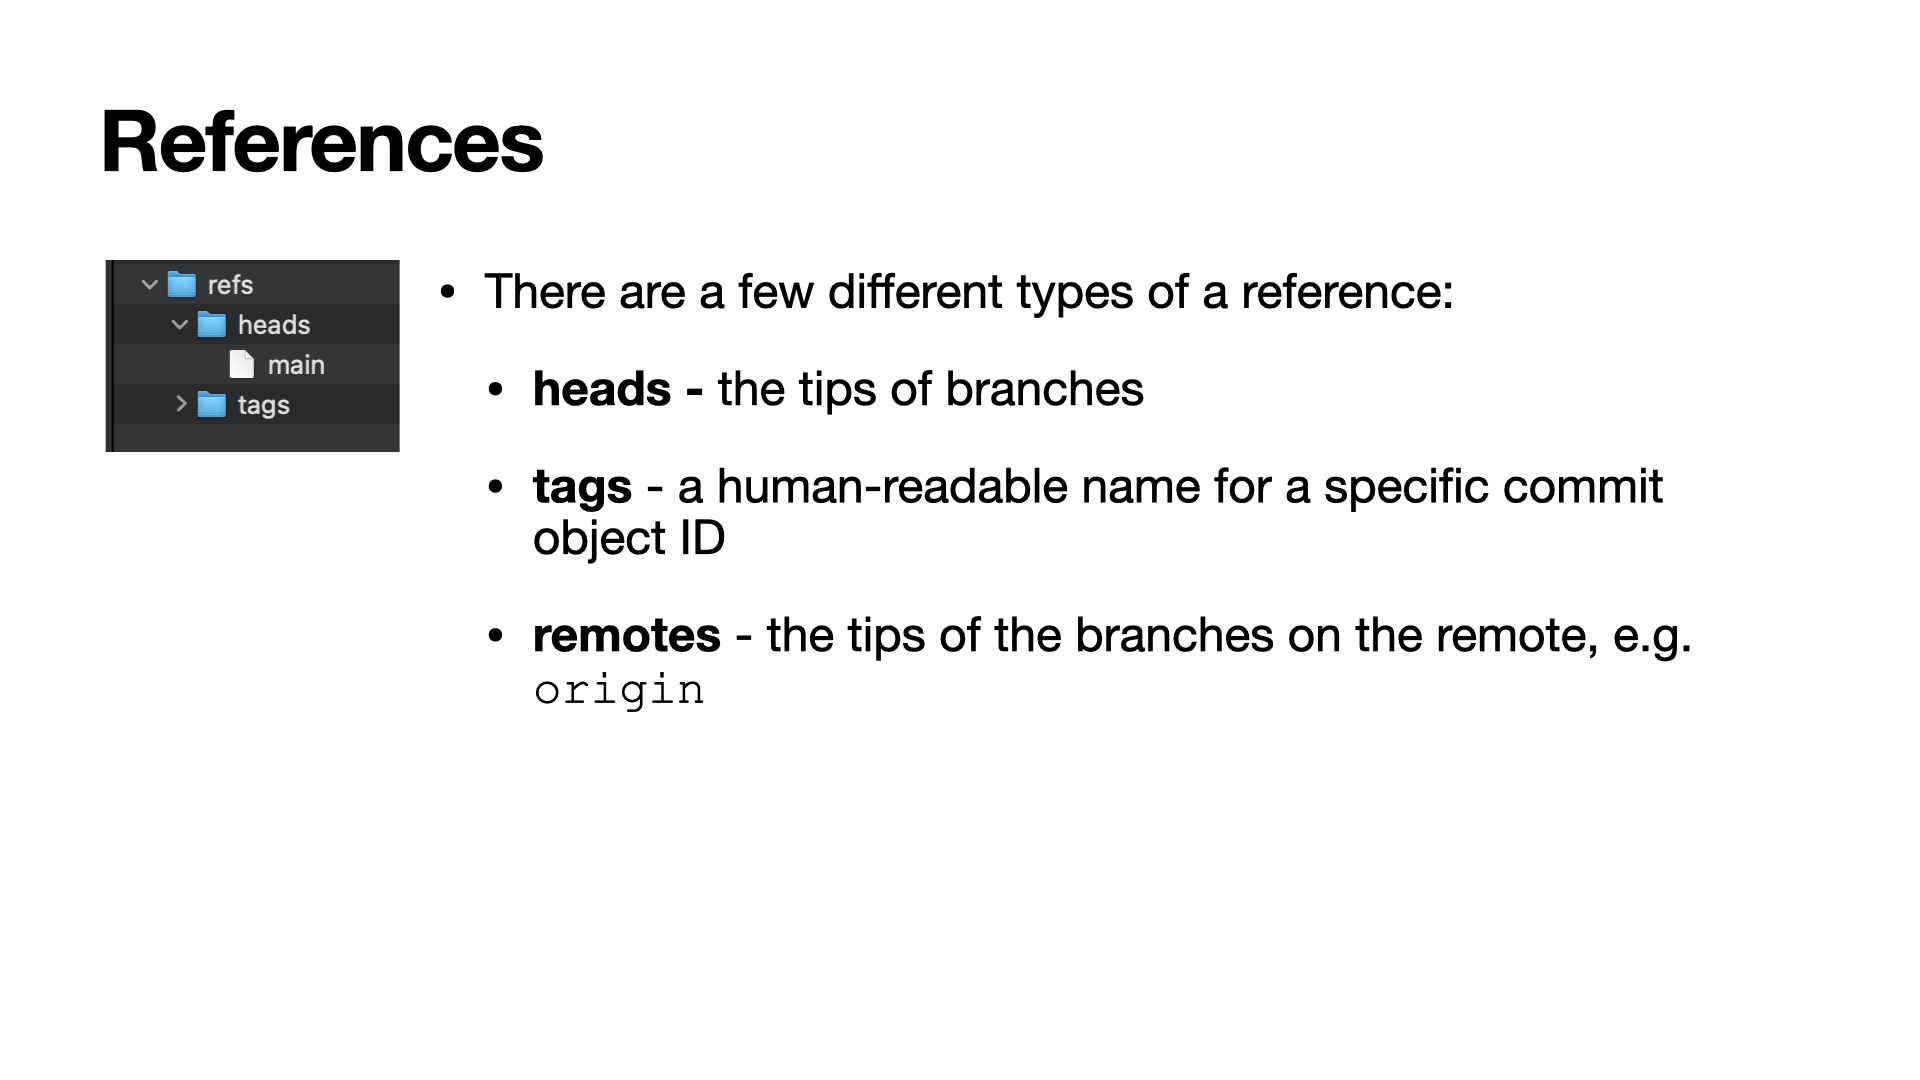 References
refs
heads
main
tags
• There are a few different types of a reference:
• heads - the tips of branches
• tags - a human-readable name for a specific commit
object ID
• remotes - the tips of the branches on the remote, e.g.
origin